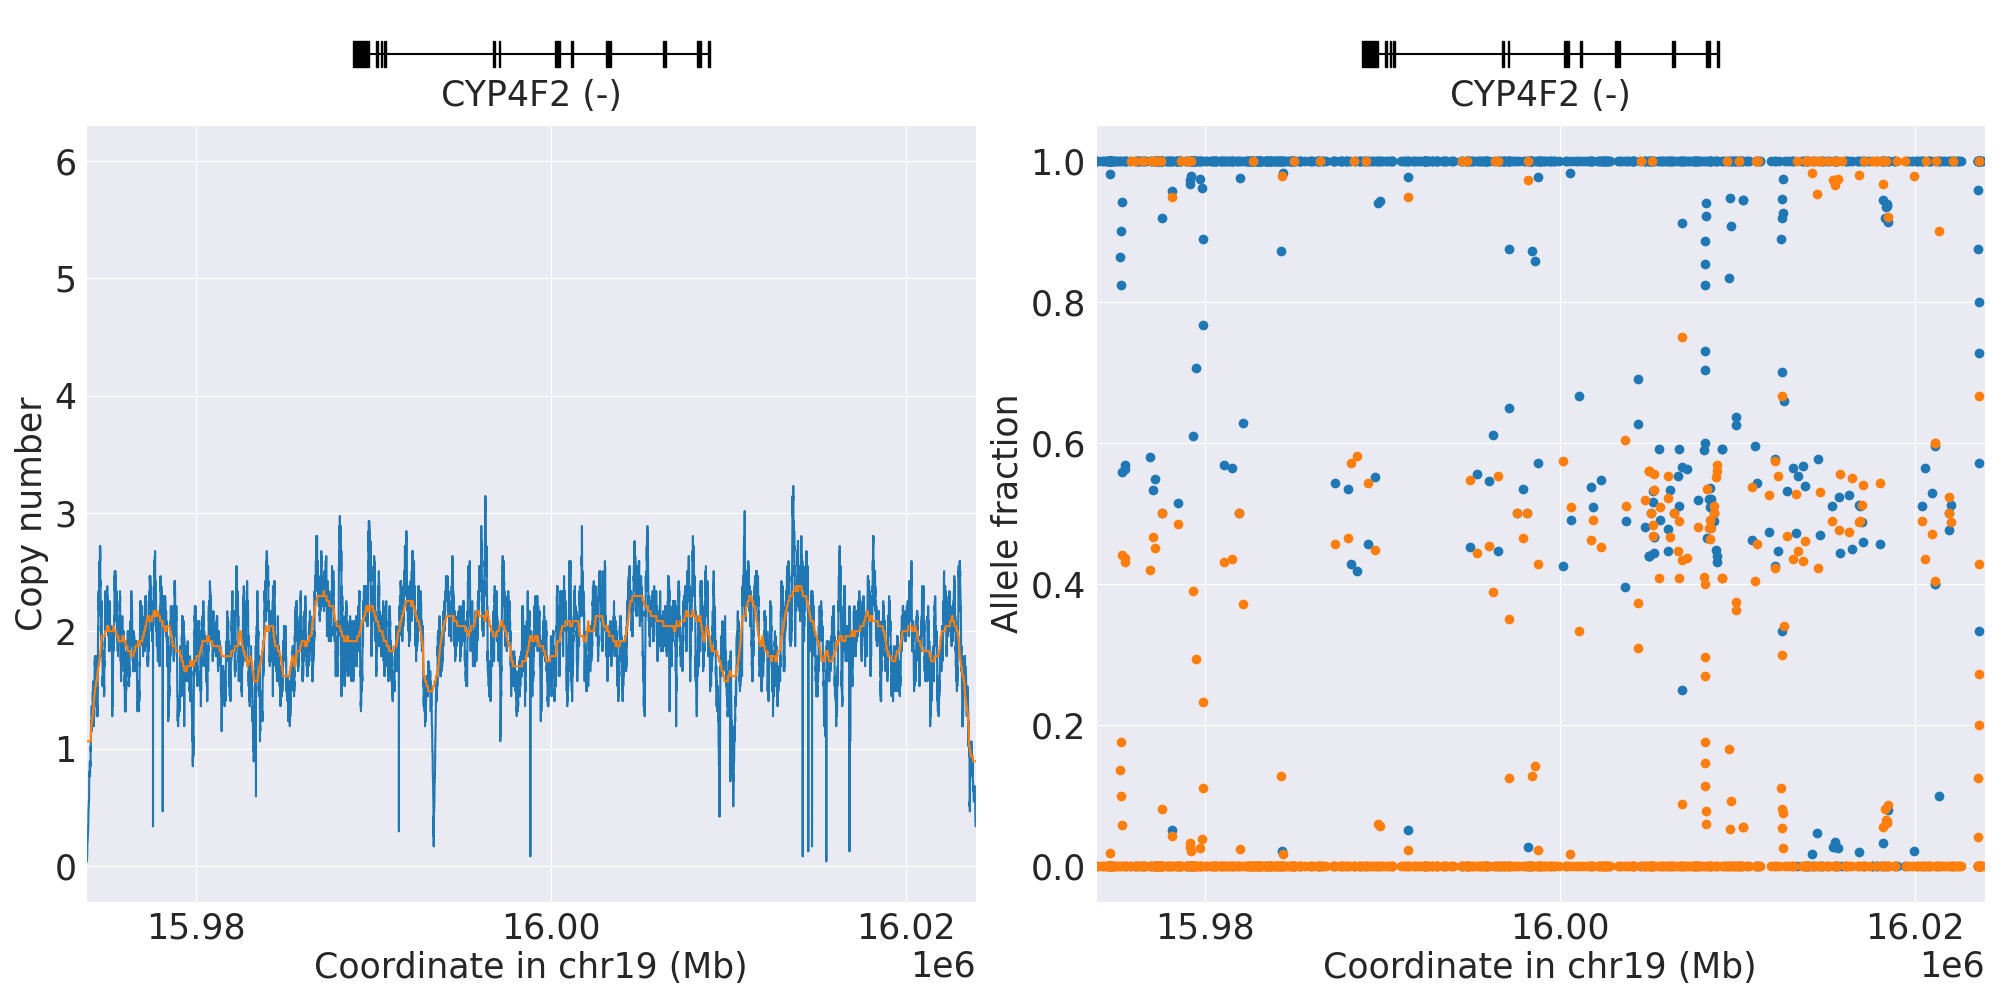 CYP4F2 (-)
Copy number
6
5
4
3
2
1
0
15.98
16.00
16.02
Coordinate in chr19 (Mb)
1e6
CYP4F2 (-)
Allele fraction
1.0
0.8
0.6
0.4
0.2
0.0
15.98
16.00
16.02
Coordinate in chr19 (Mb)
1e6